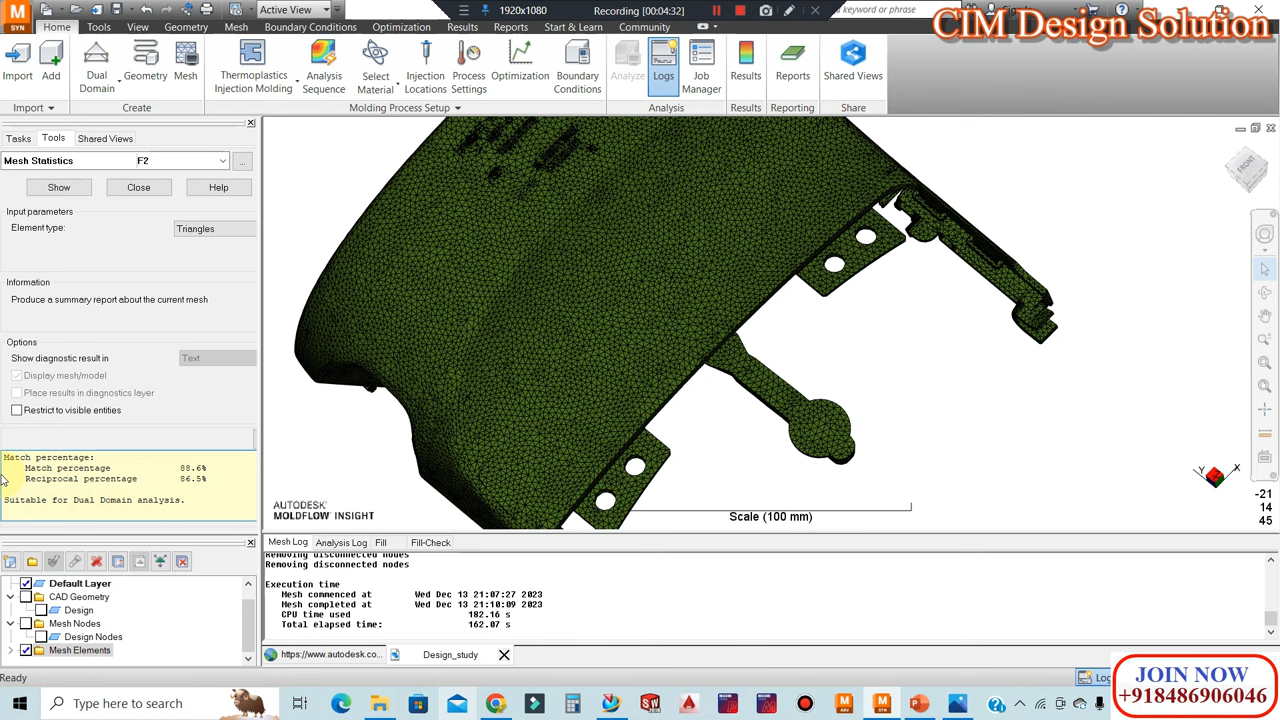 Active View
1920x1080
Recording [00:04:32]
keyword or phrase
CIM Design Solution
SYN
Home
Tools
View
Geometry
Mesh
Boundary Conditions
Optimization
Results
Reports
Start & Learn
Community
Import
Add
Dual
Domain
Geometry
Mesh
Thermoplastics
Injection Molding
Analysis
Sequence
Select
Material
Injection
Locations
Process
Settings
Optimization
Boundary
Conditions
Analyze
Logs
Job
Manager
Results
Reports
Shared Views
Import
Create
Molding Process Setup
Analysis
Results
Reporting
Share
Tasks
Tools
Shared Views
Mesh Statistics F2
...
Show
Close
Help
Input parameters
Element type:
Triangles
Information
Produce a summary report about the current mesh
Options
Show diagnostic result in
Text
Display mesh/model
Place results in diagnostics layer
Restrict to visible entities
Match percentage:
Match percentage 88.6%
Reciprocal percentage 86.5%
Suitable for Dual Domain analysis.
Default Layer
CAD Geometry
Design
Mesh Nodes
Design Nodes
Mesh Elements
FRONT
Y
X
-21
14
45
AUTODESK
MOLDFLOW INSIGHT
Scale (100 mm)
Mesh Log
Analysis Log
Fill
Fill-Check
Removing disconnected nodes
Removing disconnected nodes
Execution time
Mesh commenced at Wed Dec 13 21:07:27 2023
Mesh completed at Wed Dec 13 21:10:09 2023
CPU time used 182.16 s
Total elapsed time: 162.07 s
https://www.autodesk.co...
Design_study
Ready
JOIN NOW
+918486906046
Type here to search